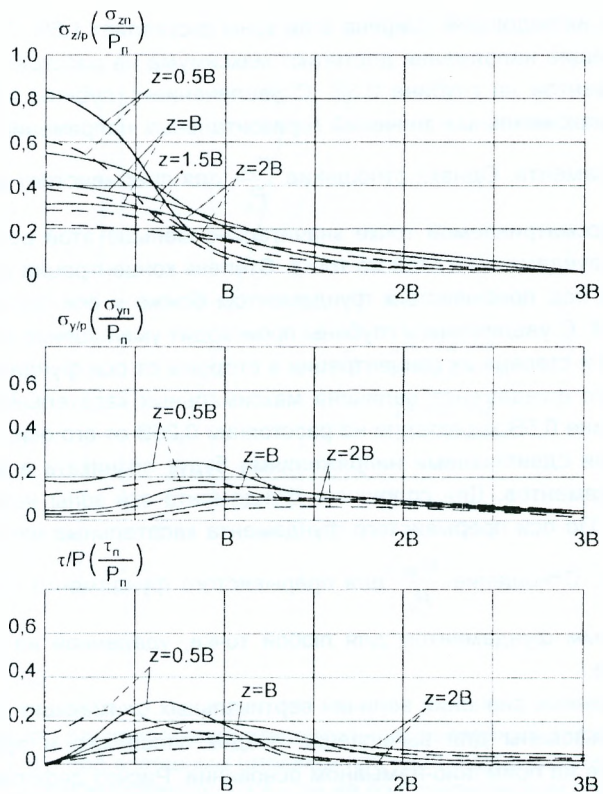 σz/p (σzn/Pn)
1.0
0.8
0.6
0.4
0.2
0
z=0.5B
z=B
z=1.5B
z=2B
B
2B
3B
σy/p (σyn/Pn)
0,6
0,4
0,2
0
z=0.5B
z=B
z=2B
B
2B
3B
τ/P (τn/Pn)
0,6
0.4
0.2
0
z=0.5B
z=B
z=2B
B
2B
3B